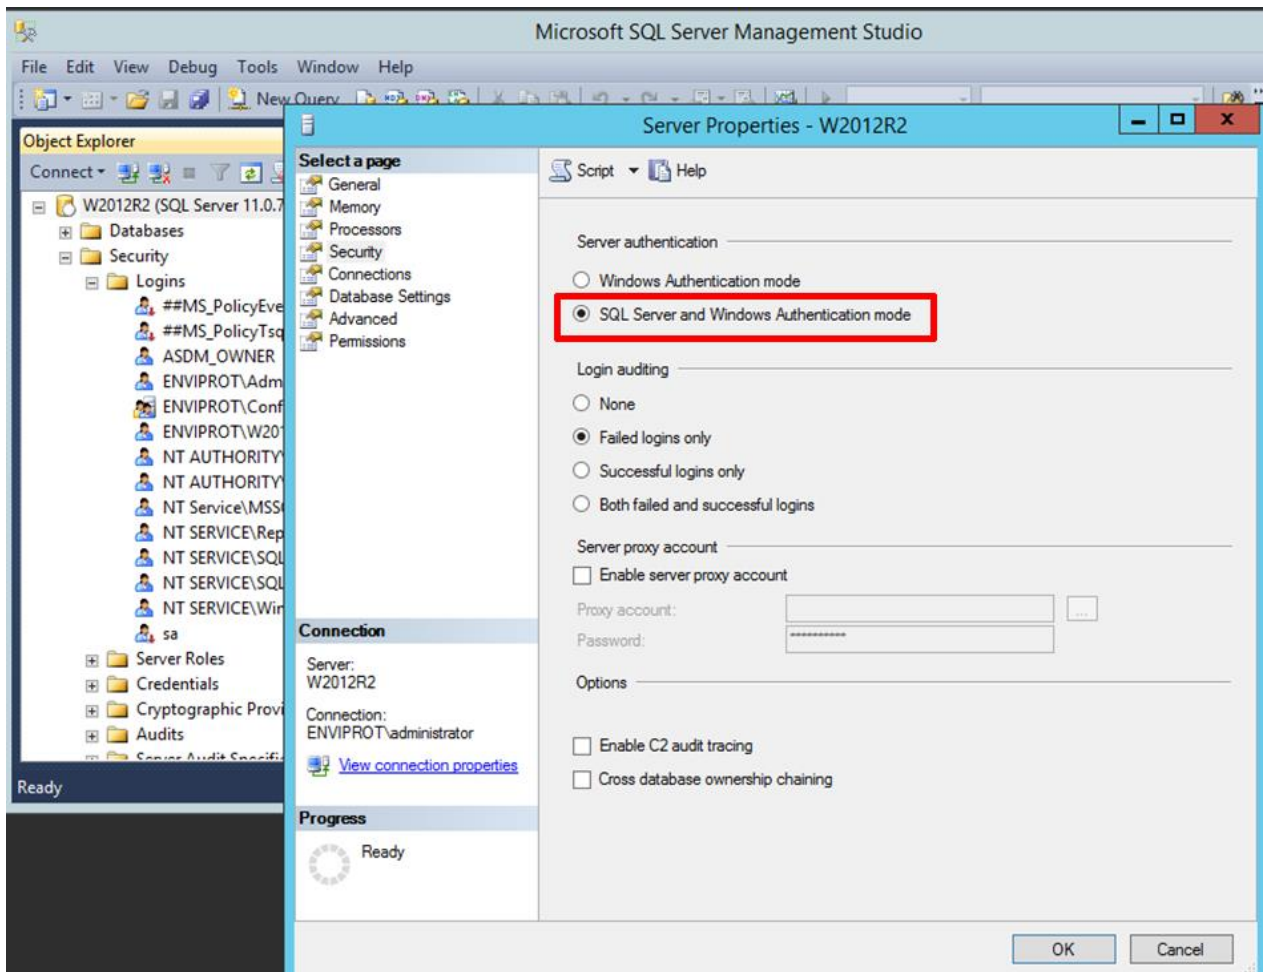 Microsoft SQL Server Management Studio
File Edit View Debug Tools Window Help
New Query
Object Explorer
Connect
W2012R2 (SQL Server 11.0.7
Databases
Security
Logins
##MS_PolicyEve
##MS_PolicyTsq
ASDM_OWNER
ENVIPROT\Adm
ENVIPROT\Conf
ENVIPROT\W201
NT AUTHORITY
NT AUTHORITY
NT Service\MSS
NT SERVICE\Rep
NT SERVICE\SQL
NT SERVICE\SQL
NT SERVICE\Win
sa
Server Roles
Credentials
Cryptographic Provi
Audits
Server Audit Specifi
Ready
Server Properties - W2012R2
Select a page
General
Memory
Processors
Security
Connections
Database Settings
Advanced
Permissions
Connection
Server:
W2012R2
Connection:
ENVIPROT\administrator
View connection properties
Progress
Ready
Script Help
Server authentication
Windows Authentication mode
SQL Server and Windows Authentication mode
Login auditing
None
Failed logins only
Successful logins only
Both failed and successful logins
Server proxy account
Enable server proxy account
Proxy account:
...
Password:
**********
Options
Enable C2 audit tracing
Cross database ownership chaining
OK Cancel